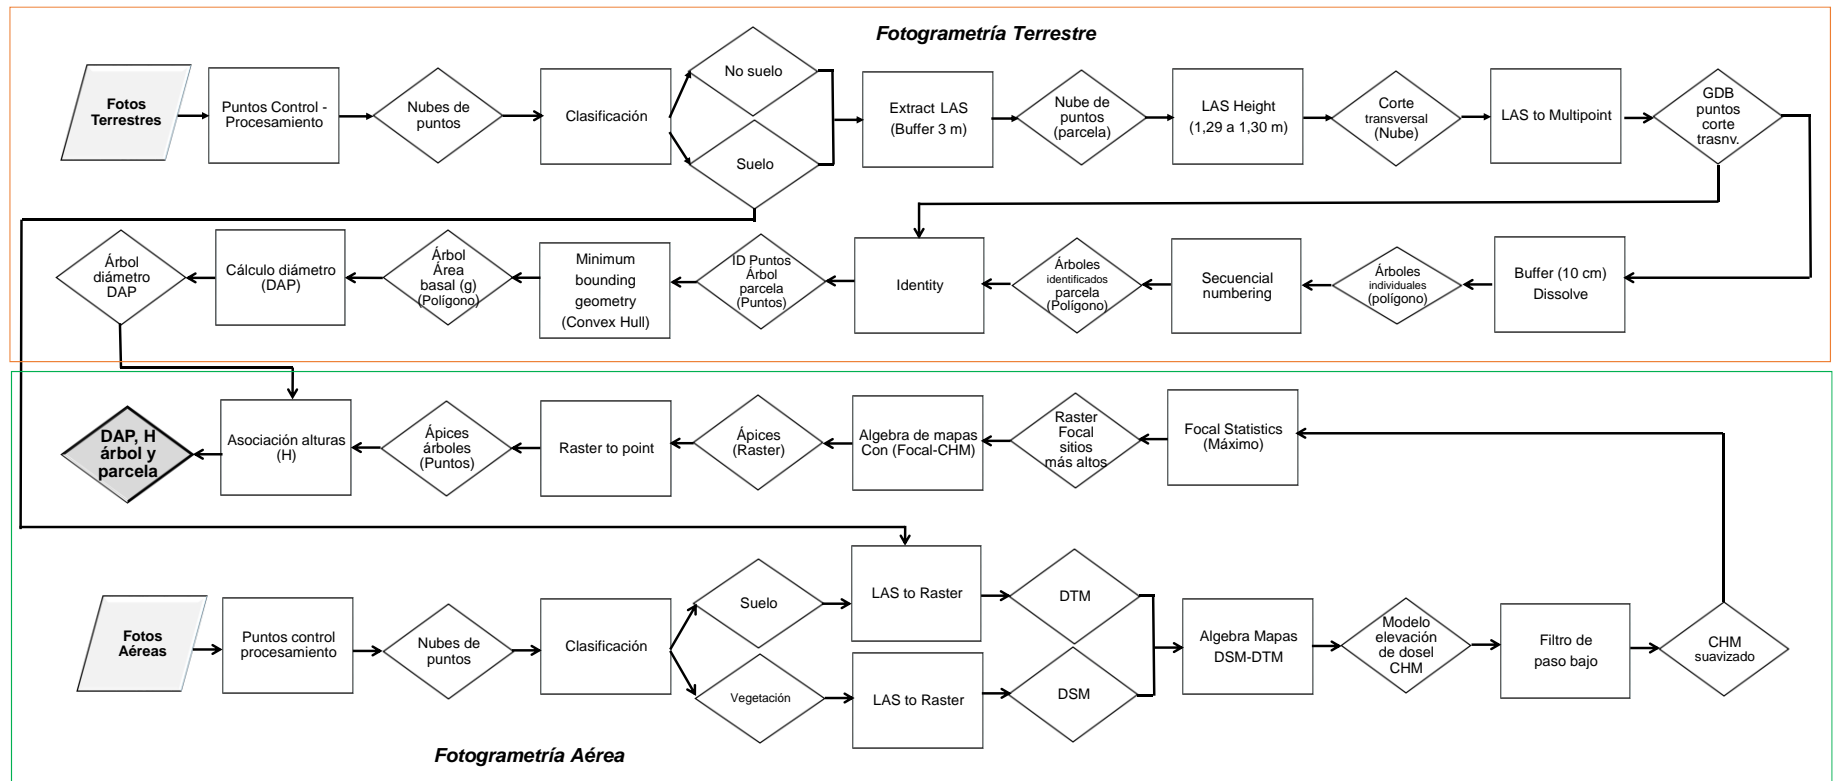 Fotogrametría Terrestre
Fotos
Terrestres
Puntos Control -
Procesamiento
Nubes de
puntos
Clasificación
No suelo
Suelo
Extract LAS
(Buffer 3 m)
Nube de
puntos
(parcela)
LAS Height
(1,29 a 1,30 m)
Corte
transversal
(Nube)
LAS to Multipoint
GDB
puntos
corte
trasnv.
Árbol
diámetro
DAP
Cálculo diámetro
(DAP)
Árbol
Área
basal (g)
(Polígono)
Minimum
bounding
geometry
(Convex Hull)
ID Puntos
Árbol
parcela
(Puntos)
Identity
Árboles
identificados
parcela
(Polígono)
Secuencial
numbering
Árboles
individuales
(polígono)
Buffer (10 cm)
Dissolve
DAP, H
árbol y
parcela
Asociación alturas
(H)
Ápices
árboles
(Puntos)
Raster to point
Ápices
(Raster)
Algebra de mapas
Con (Focal-CHM)
Raster
Focal
sitios
más altos
Focal Statistics
(Máximo)
Fotos
Aéreas
Puntos control
procesamiento
Nubes de
puntos
Clasificación
Suelo
Vegetación
LAS to Raster
LAS to Raster
DTM
DSM
Algebra Mapas
DSM-DTM
Modelo
elevación
de dosel
CHM
Filtro de
paso bajo
CHM
suavizado
Fotogrametría Aérea